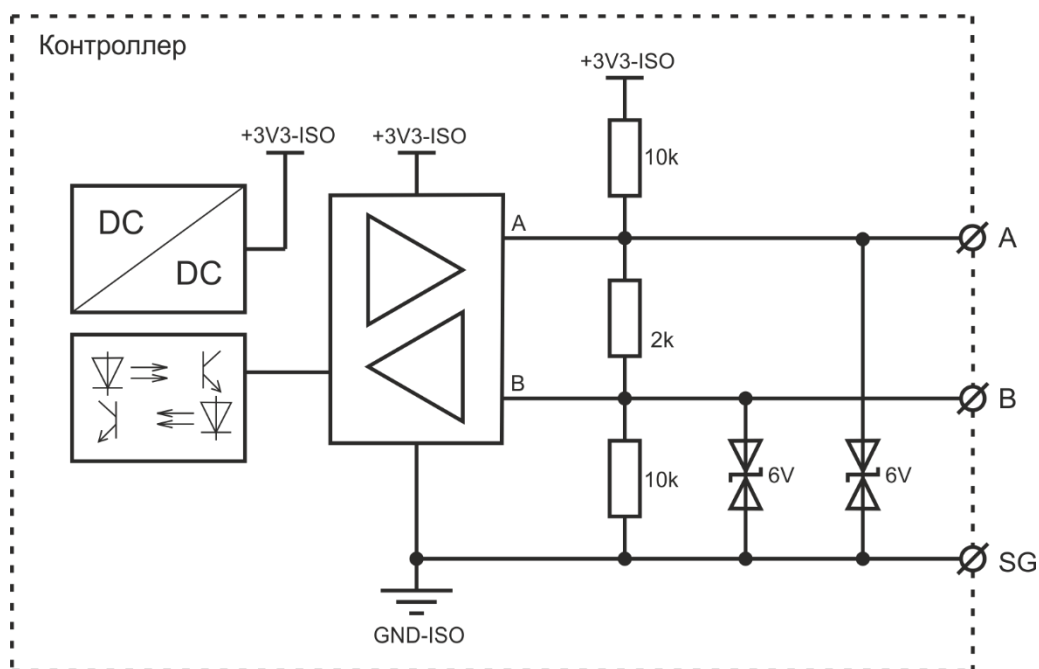 Контроллер
+3V3-ISO
+3V3-ISO
+3V3-ISO
10k
DC
DC
A
A
2k
B
B
10k
6V
6V
SG
GND-ISO